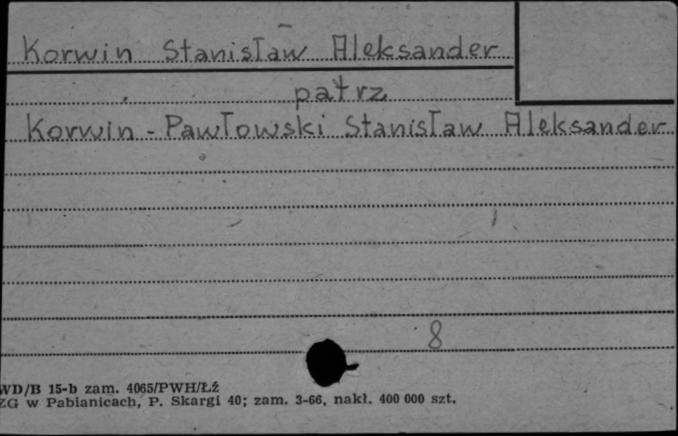 Korwin Stanisław Aleksander
patrz
Korwin - Pawłowski Stanisław Aleksander
8
WD/B 15-b zam. 4065/PWH/Łź
ZG w Pabianicach, P. Skargi 40; zam. 3-66, nakł. 400 000 szt.